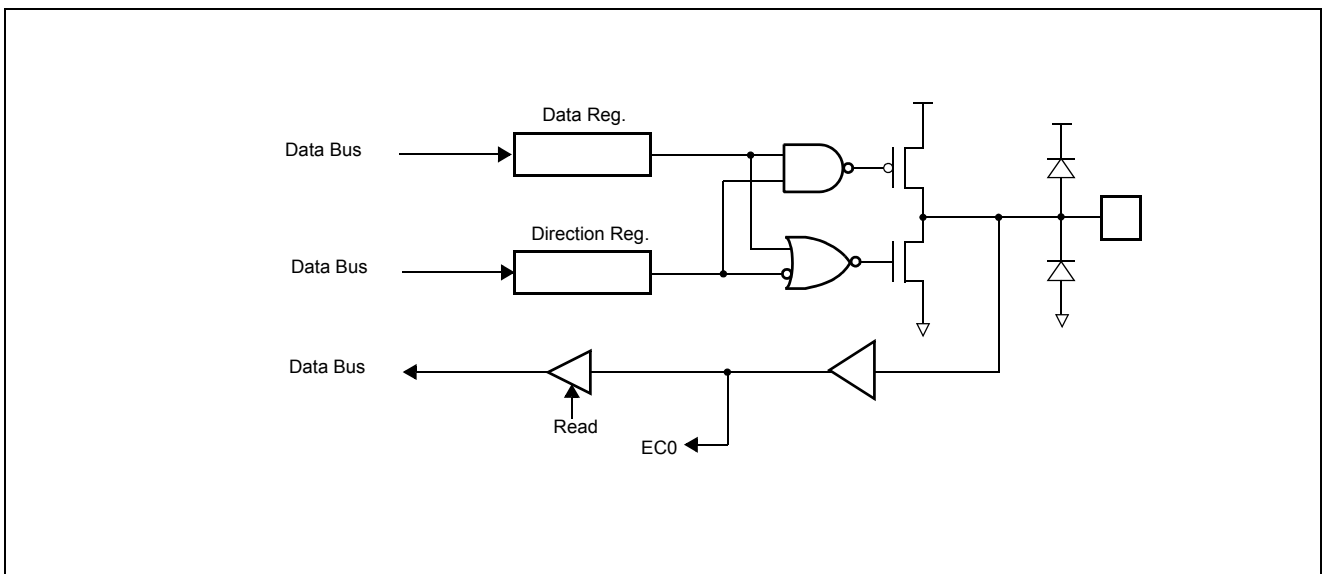 Data Reg.
Data Bus
Direction Reg.
Data Bus
Data Bus
Read
EC0